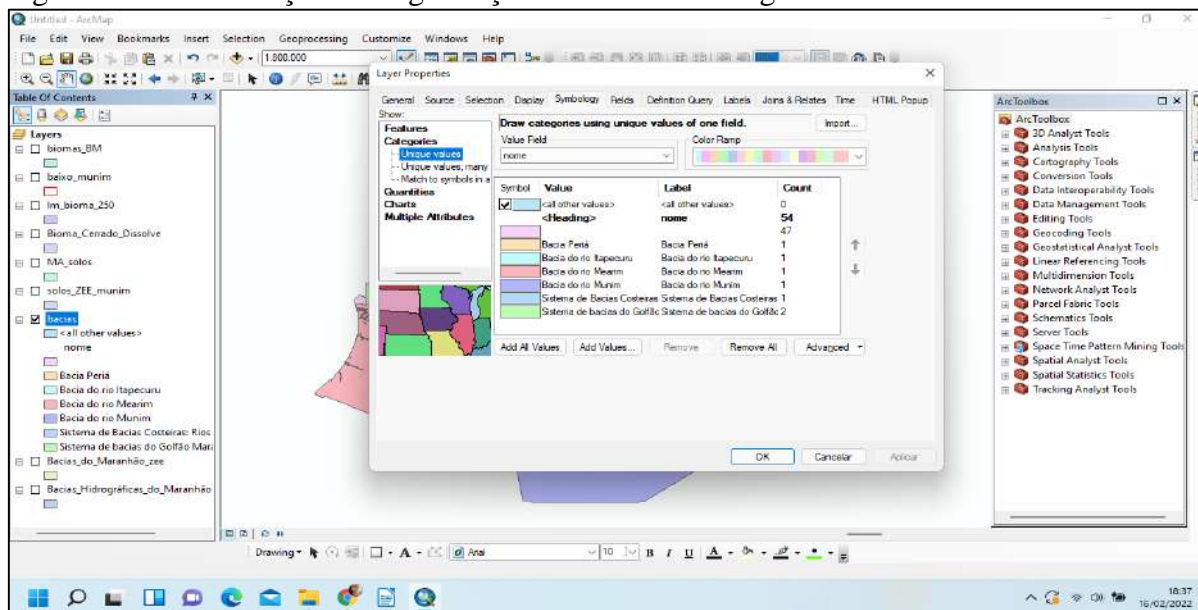 Untitled - ArcMap
File Edit View Bookmarks Insert Selection Geoprocessing Customize Windows Help
1:800.000
Table Of Contents
Layers
biomas_BM
baixo_munim
lm_bioma_250
Bioma_Cerrado_Dissolve
MA_solos
solos_ZEE_munim
bacias
<all other values>
nome
Bacia Periá
Bacia do rio Itapecuru
Bacia do rio Mearim
Bacia do rio Munim
Sistema de Bacias Costeiras: Rios
Sistema de bacias do Golfão Mar
Bacias_do_Maranhão_zee
Bacias_Hidrográficas_do_Maranhão
Layer Properties
General Source Selection Display Symbology Fields Definition Query Labels Joins & Relates Time HTML Popup
Show:
Features
Categories
Unique values
Unique values, many
Match to symbols in a
Quantities
Charts
Multiple Attributes
Draw categories using unique values of one field.
Import...
Value Field
Color Ramp
nome
Symbol Value Label Count
<all other values> <all other values> 0
<Heading> nome 54
47
Bacia Periá Bacia Periá 1
Bacia do rio Itapecuru Bacia do rio Itapecuru 1
Bacia do rio Mearim Bacia do rio Mearim 1
Bacia do rio Munim Bacia do rio Munim 1
Sistema de Bacias Costeiras Sistema de Bacias Costeiras 1
Sistema de bacias do Golfãc Sistema de bacias do Golfãc 2
Add All Values Add Values... Remove Remove All Advanced
OK Cancelar Aplicar
ArcToolbox
ArcToolbox
3D Analyst Tools
Analysis Tools
Cartography Tools
Conversion Tools
Data Interoperability Tools
Data Management Tools
Editing Tools
Geocoding Tools
Geostatistical Analyst Tools
Linear Referencing Tools
Multidimension Tools
Network Analyst Tools
Parcel Fabric Tools
Schematics Tools
Server Tools
Space Time Pattern Mining Tools
Spatial Analyst Tools
Spatial Statistics Tools
Tracking Analyst Tools
Drawing A Arial 10 B I U A
18:37
16/02/2022